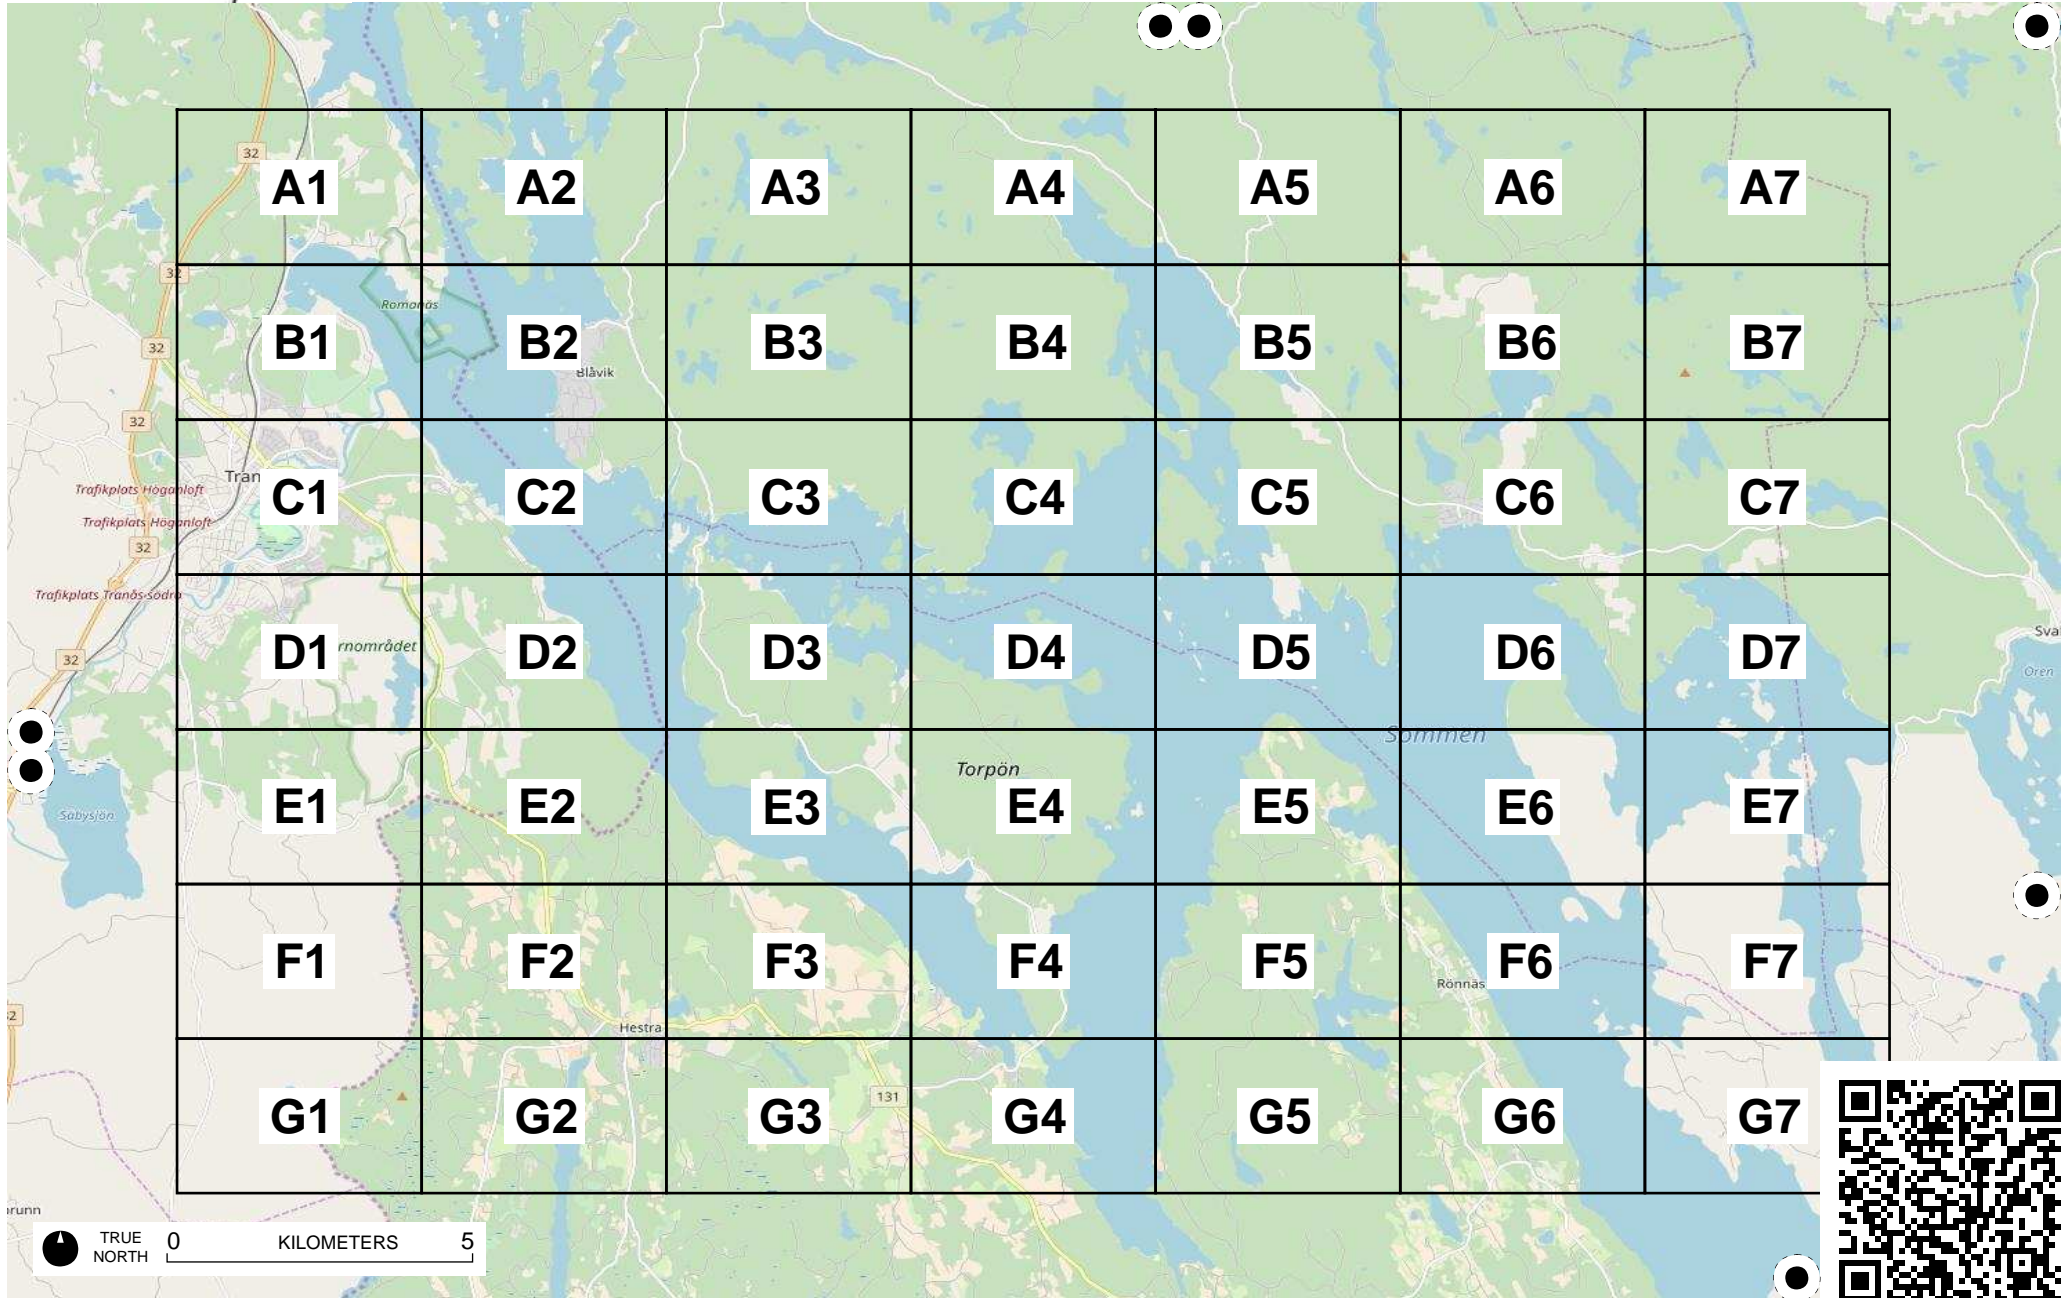 32
A1
A2
A3
A4
A5
A6
A7
32
Romanäs
B1
B2
B3
B4
B5
B6
B7
32
Blåvik
32
Tran
C1
C2
C3
C4
C5
C6
C7
Trafikplats Höganloft
Trafikplats Höganloft
32
Trafikplats Tranås-södra
D1
rnområdet
D2
D3
D4
D5
D6
D7
Sva
32
Ören
Sommen
Torpön
E1
E2
E3
E4
E5
E6
E7
Säbysjön
F1
F2
F3
F4
F5
F6
F7
Rönnäs
32
Hestra
131
G1
G2
G3
G4
G5
G6
G7
orunn
TRUE NORTH
0 KILOMETERS 5